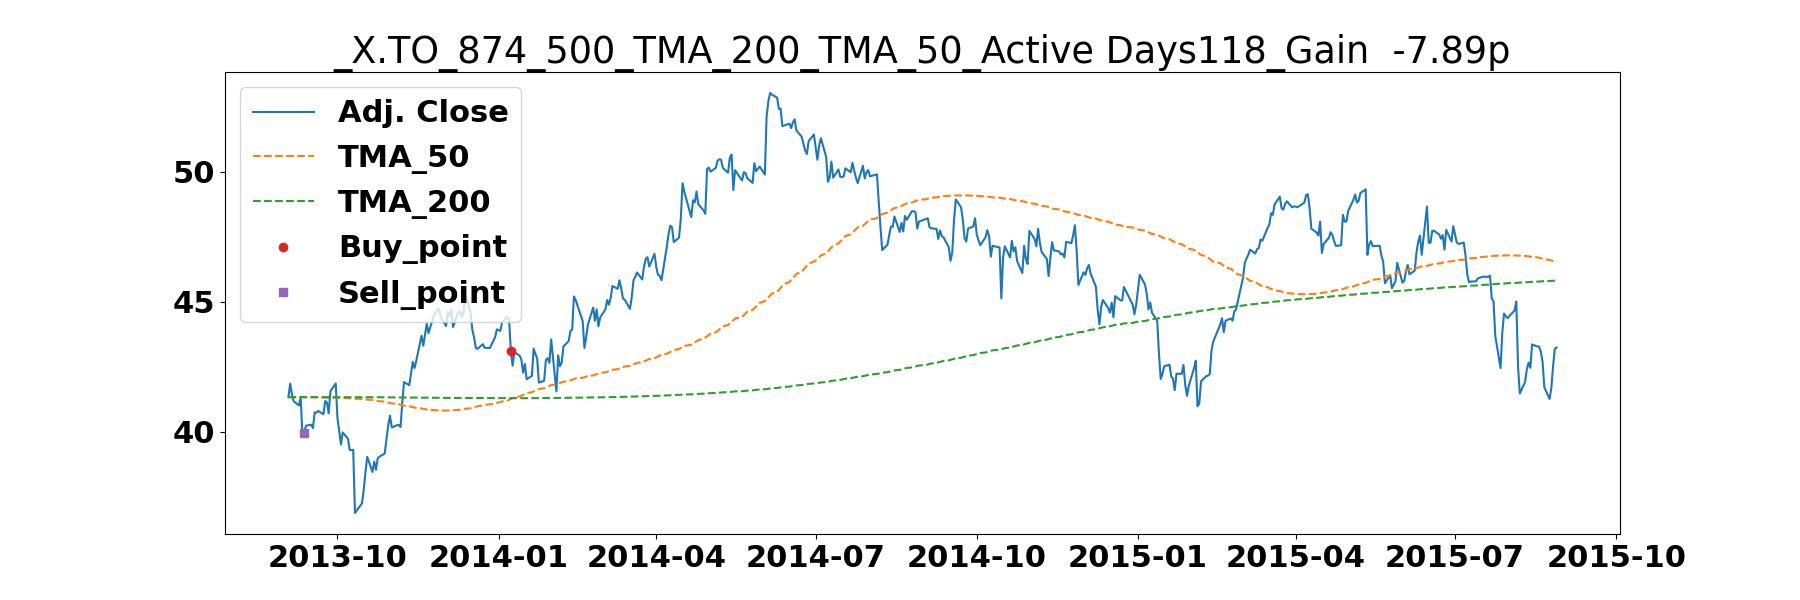 _X.TO_874_500_TMA_200_TMA_50_Active Days118_Gain  -7.89p
Adj. Close
TMA_50
TMA_200
Buy_point
Sell_point
50
45
40
2013-10 2014-01 2014-04 2014-07 2014-10 2015-01 2015-04 2015-07 2015-10